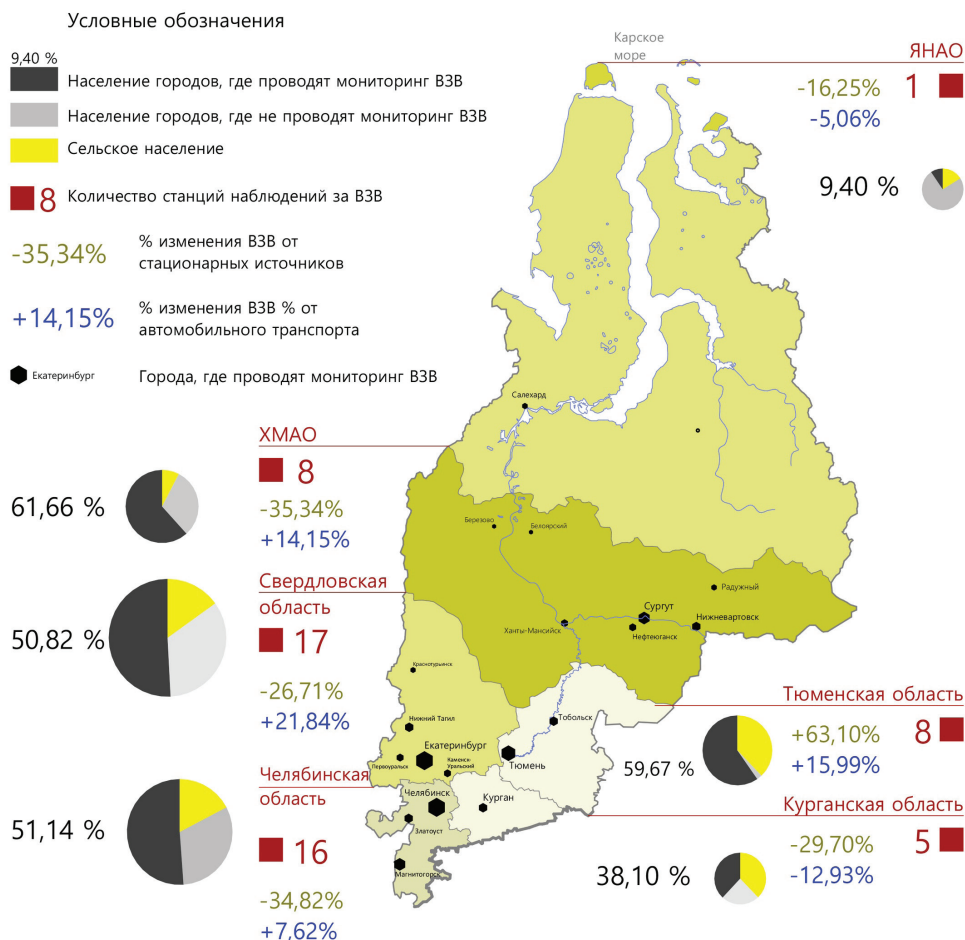 Условные обозначения
9,40 %
Население городов, где проводят мониторинг ВЗВ
Население городов, где не проводят мониторинг ВЗВ
Сельское население
8
Количество станций наблюдений за ВЗВ
-35,34%
% изменения ВЗВ от
стационарных источников
+14,15%
% изменения ВЗВ % от
автомобильного транспорта
Екатеринбург
Города, где проводят мониторинг ВЗВ
Карское
море
ЯНАО
-16,25%
1
-5,06%
9,40 %
ХМАО
8
61,66 %
-35,34%
+14,15%
Свердловская
область
50,82 %
17
-26,71%
+21,84%
Челябинская
область
51,14 %
16
-34,82%
+7,62%
Салехард
Березово
Белоярский
Радужный
Сургут
Ханты-Мансийск
Нефтеюганск
Нижневартовск
Краснотурьинск
Нижний Тагил
Тобольск
Екатеринбург
Первоуральск
Каменск-
Уральский
Тюмень
Челябинск
Курган
Златоуст
Магнитогорск
Тюменская область
+63,10%
8
59,67 %
+15,99%
Курганская область
-29,70%
5
38,10 %
-12,93%